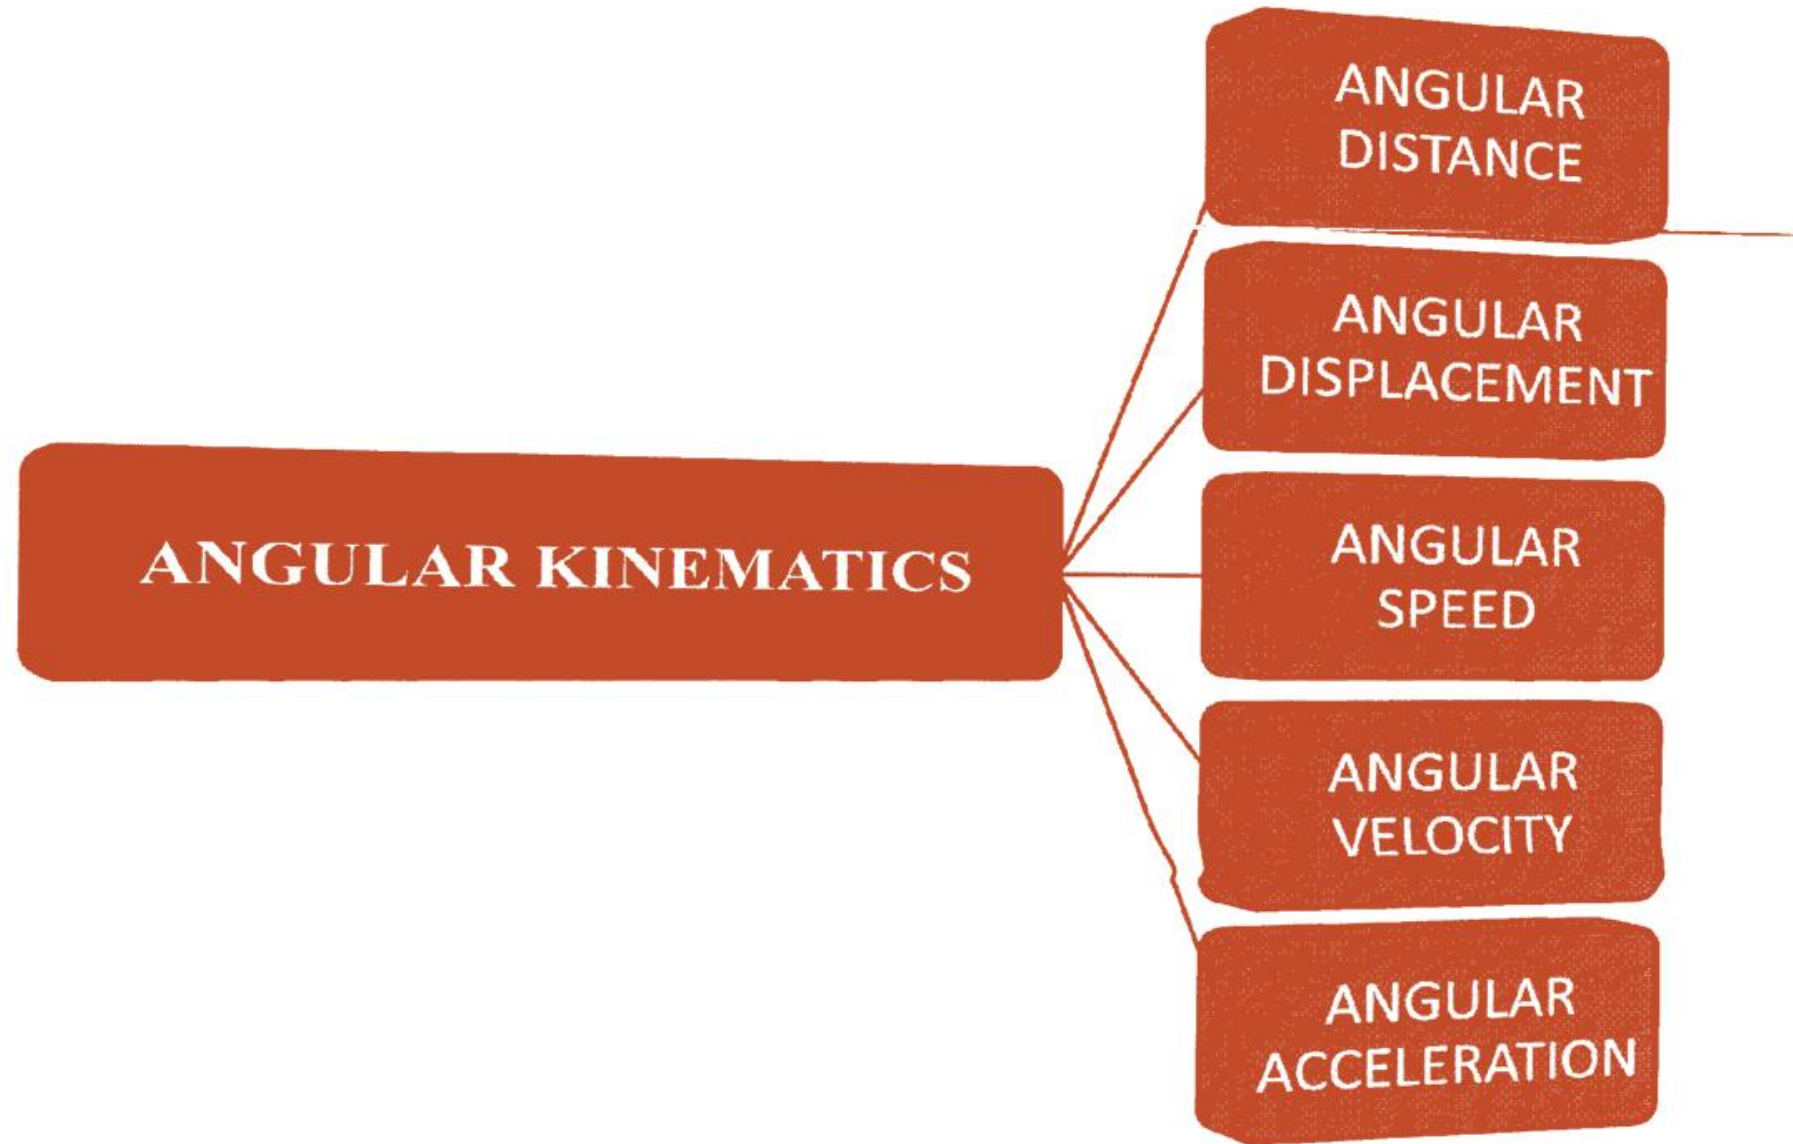 ANGULAR
DISTANCE
ANGULAR
DISPLACEMENT
ANGULAR KINEMATICS
ANGULAR
SPEED
ANGULAR
VELOCITY
ANGULAR
ACCELERATION